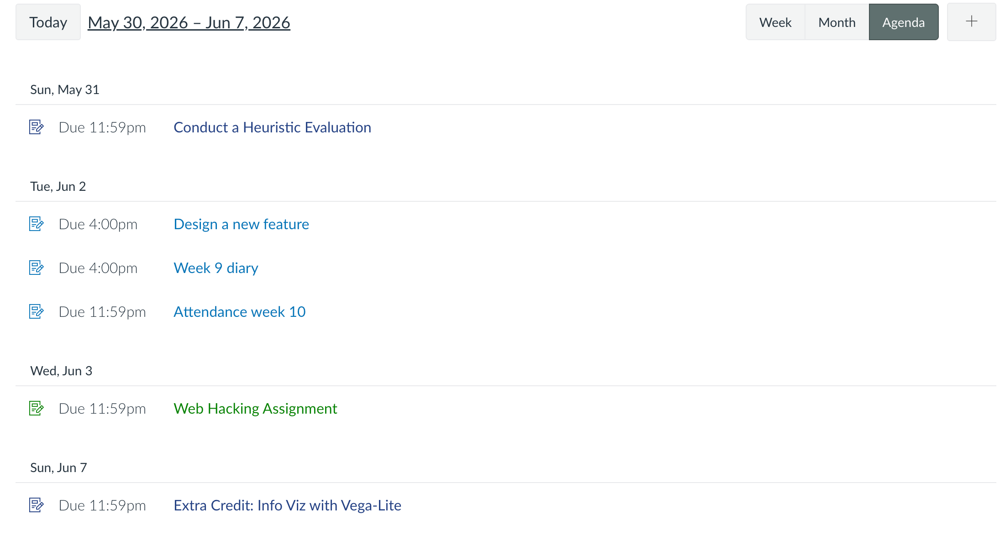 Today May 30, 2026 – Jun 7, 2026 Week Month Agenda +
Sun, May 31
Due 11:59pm Conduct a Heuristic Evaluation
Tue, Jun 2
Due 4:00pm Design a new feature
Due 4:00pm Week 9 diary
Due 11:59pm Attendance week 10
Wed, Jun 3
Due 11:59pm Web Hacking Assignment
Sun, Jun 7
Due 11:59pm Extra Credit: Info Viz with Vega-Lite